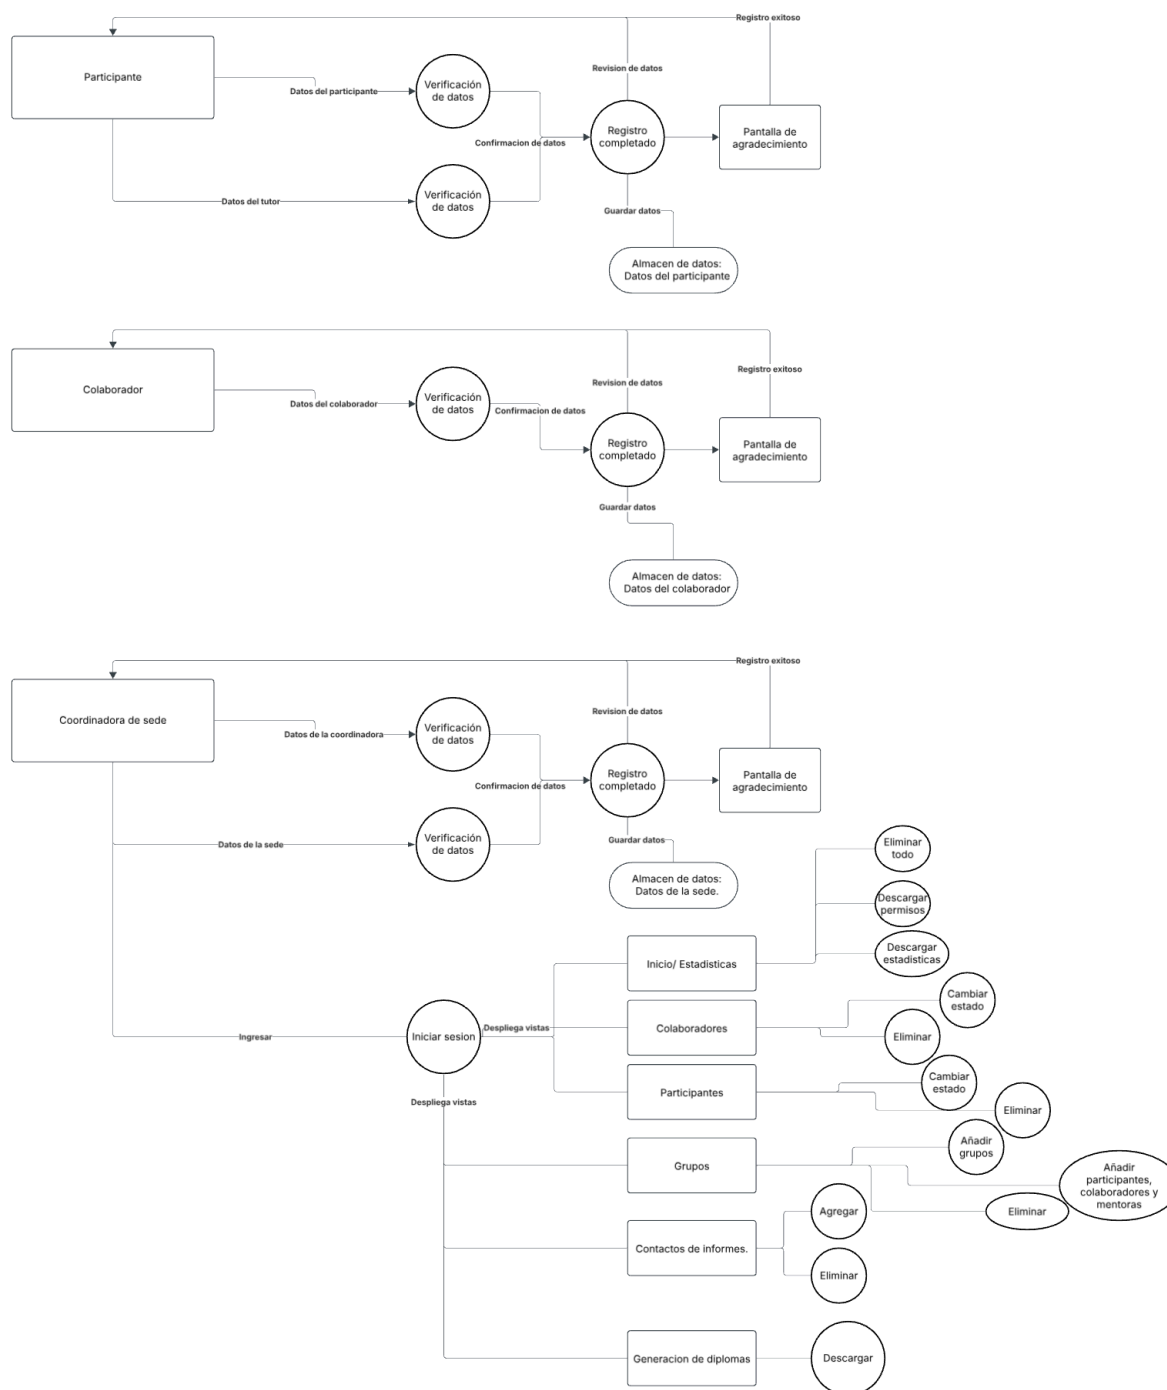 Registro exitoso
Participante
Revision de datos
Datos del participante
Verificación
de datos
Confirmacion de datos
Registro
completado
Pantalla de
agradecimiento
Datos del tutor
Verificación
de datos
Guardar datos
Almacen de datos:
Datos del participante
Colaborador
Registro exitoso
Revision de datos
Datos del colaborador
Verificación
de datos
Confirmacion de datos
Registro
completado
Pantalla de
agradecimiento
Guardar datos
Almacen de datos:
Datos del colaborador
Registro exitoso
Coordinadora de sede
Revision de datos
Datos de la coordinadora
Verificación
de datos
Confirmacion de datos
Registro
completado
Pantalla de
agradecimiento
Datos de la sede
Verificación
de datos
Guardar datos
Almacen de datos:
Datos de la sede.
Eliminar
todo
Descargar
permisos
Inicio/ Estadisticas
Descargar
estadísticas
Ingresar
Iniciar sesion
Despliega vistas
Colaboradores
Cambiar
estado
Eliminar
Despliega vistas
Participantes
Cambiar
estado
Eliminar
Grupos
Añadir
grupos
Añadir
participantes,
colaboradores y
mentoras
Eliminar
Contactos de informes.
Agregar
Eliminar
Generacion de diplomas
Descargar